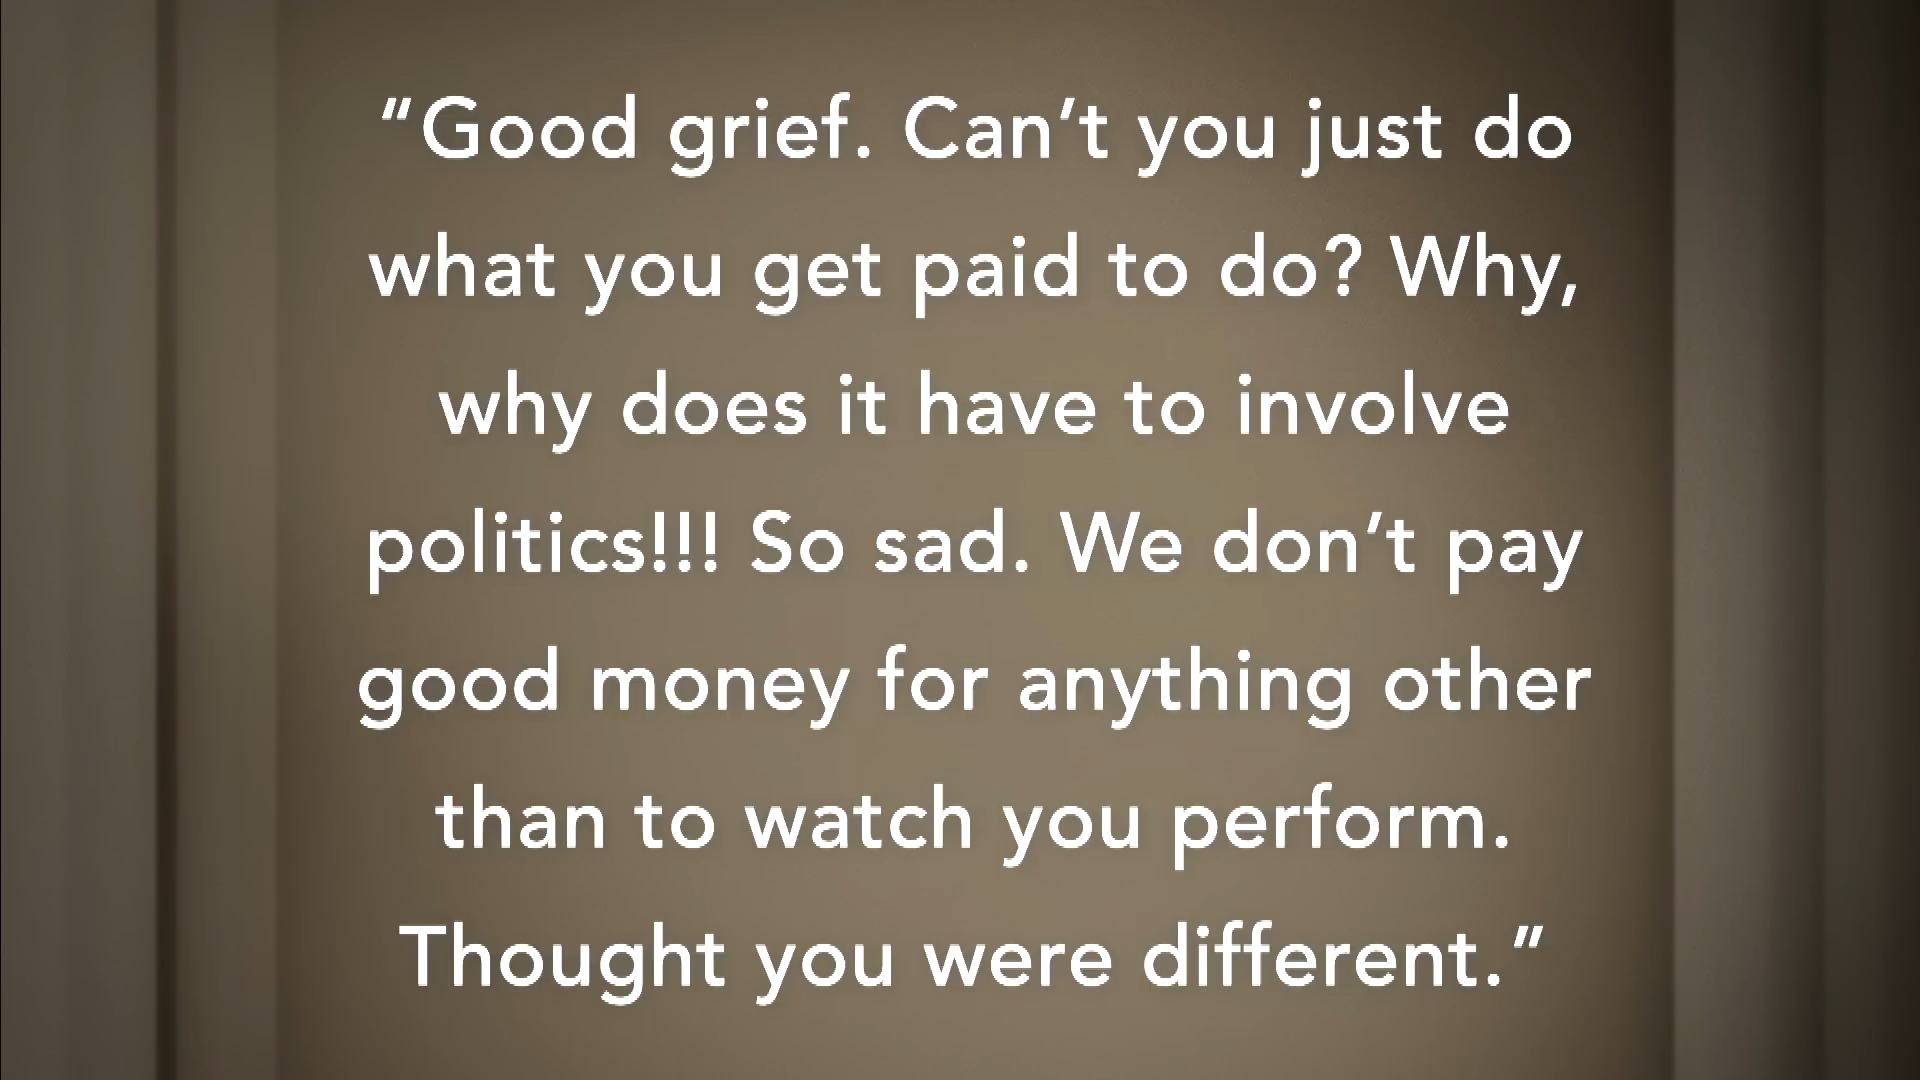 “Good grief. Can’t you just do
what you get paid to do? Why,
why does it have to involve
politics!!! So sad. We don’t pay
good money for anything other
than to watch you perform.
Thought you were different.”